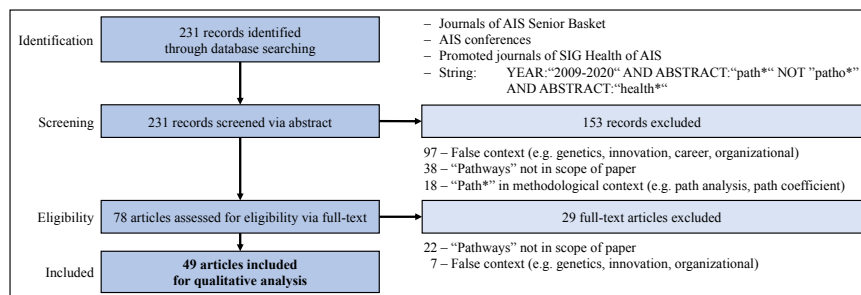 Identification
231 records identified
through database searching
– Journals of AIS Senior Basket
– AIS conferences
– Promoted journals of SIG Health of AIS
– String: YEAR:“2009-2020“ AND ABSTRACT:“path*“ NOT ”patho*”
AND ABSTRACT:“health*“
Screening
231 records screened via abstract
153 records excluded
97 – False context (e.g. genetics, innovation, career, organizational)
38 – “Pathways” not in scope of paper
18 – “Path*” in methodological context (e.g. path analysis, path coefficient)
Eligibility
78 articles assessed for eligibility via full-text
29 full-text articles excluded
22 – “Pathways” not in scope of paper
7 – False context (e.g. genetics, innovation, organizational)
Included
49 articles included
for qualitative analysis